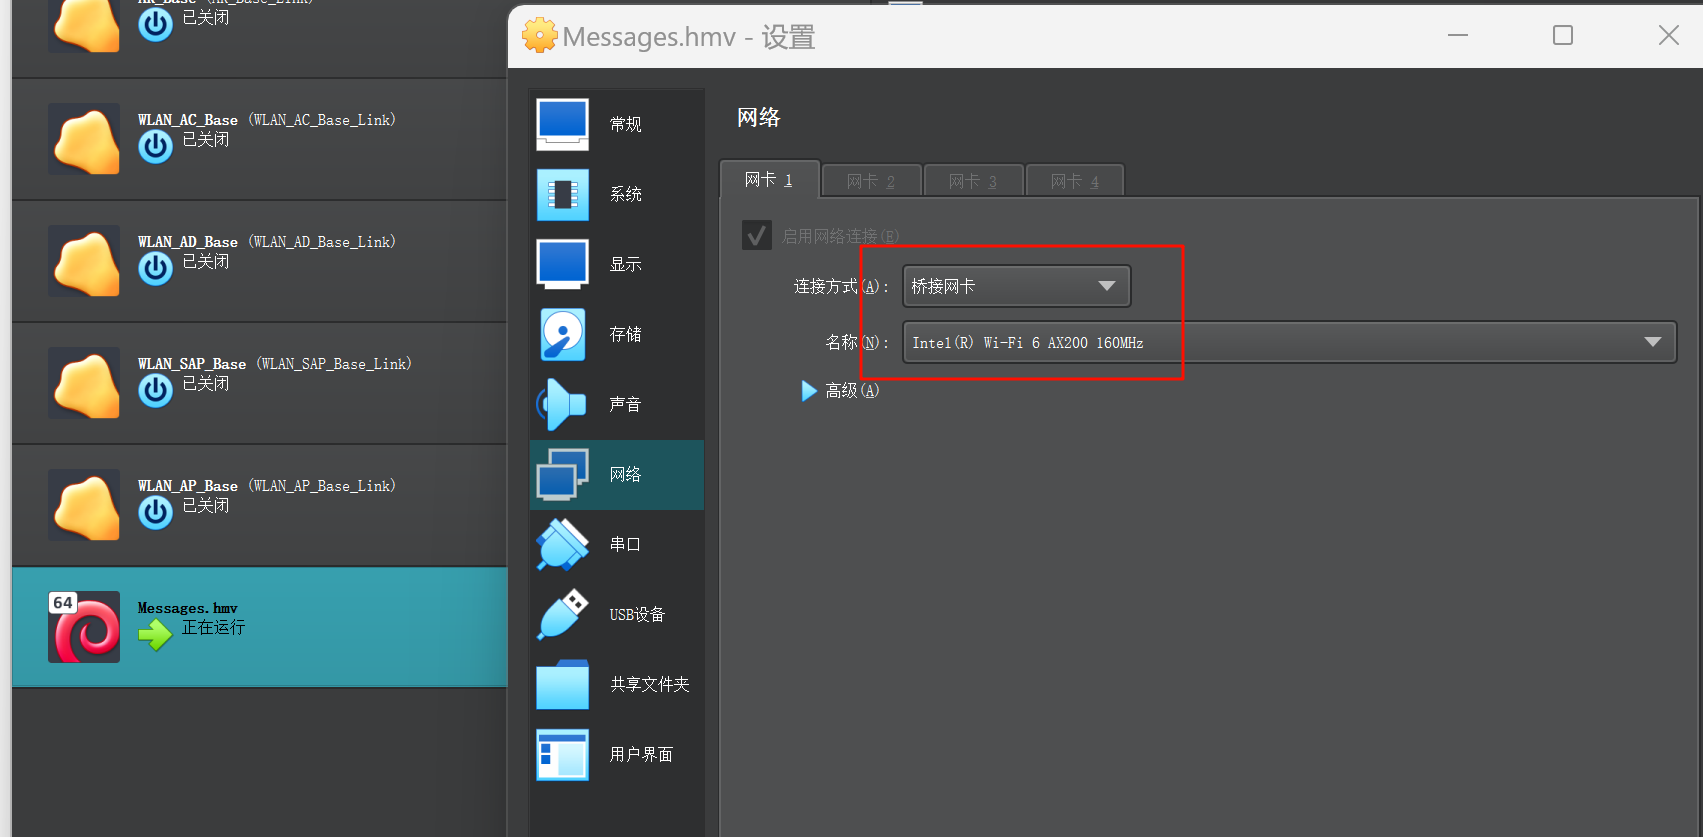 AR_Base (AR_Base_Link)
已关闭
WLAN_AC_Base (WLAN_AC_Base_Link)
已关闭
WLAN_AD_Base (WLAN_AD_Base_Link)
已关闭
WLAN_SAP_Base (WLAN_SAP_Base_Link)
已关闭
WLAN_AP_Base (WLAN_AP_Base_Link)
已关闭
64
Messages.hmv
正在运行
Messages.hmv - 设置
常规
系统
显示
存储
声音
网络
串口
USB设备
共享文件夹
用户界面
网络
网卡 1
网卡 2
网卡 3
网卡 4
启用网络连接(E)
连接方式(A):
桥接网卡
名称(N):
Intel(R) Wi-Fi 6 AX200 160MHz
高级(A)